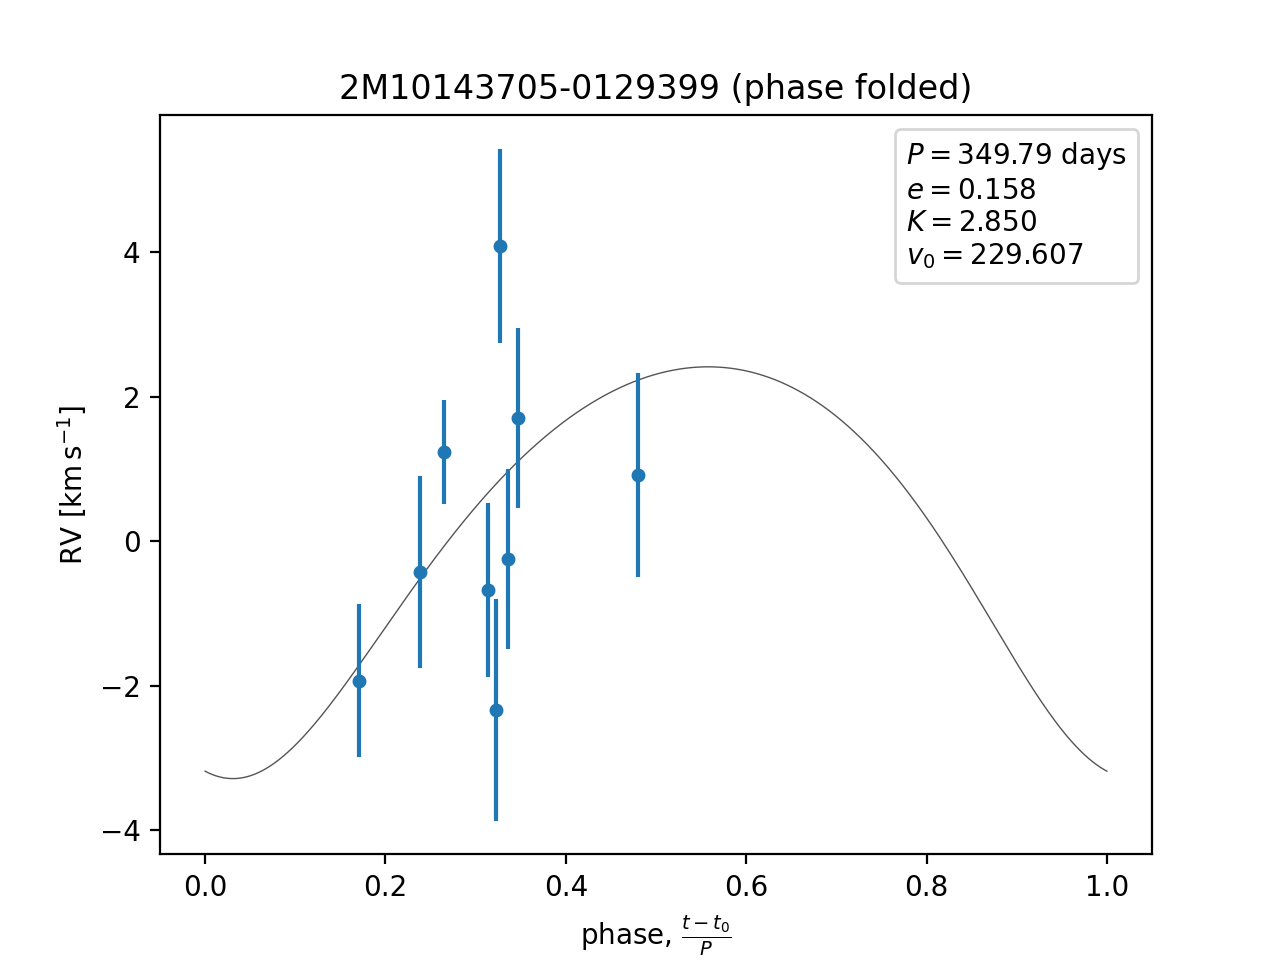 2M10143705-0129399 (phase folded)
P = 349.79 days
e = 0.158
K = 2.850
v₀ = 229.607
RV [km s⁻¹]
4
2
0
−2
−4
0.0 0.2 0.4 0.6 0.8 1.0
phase, (t − t₀)/P